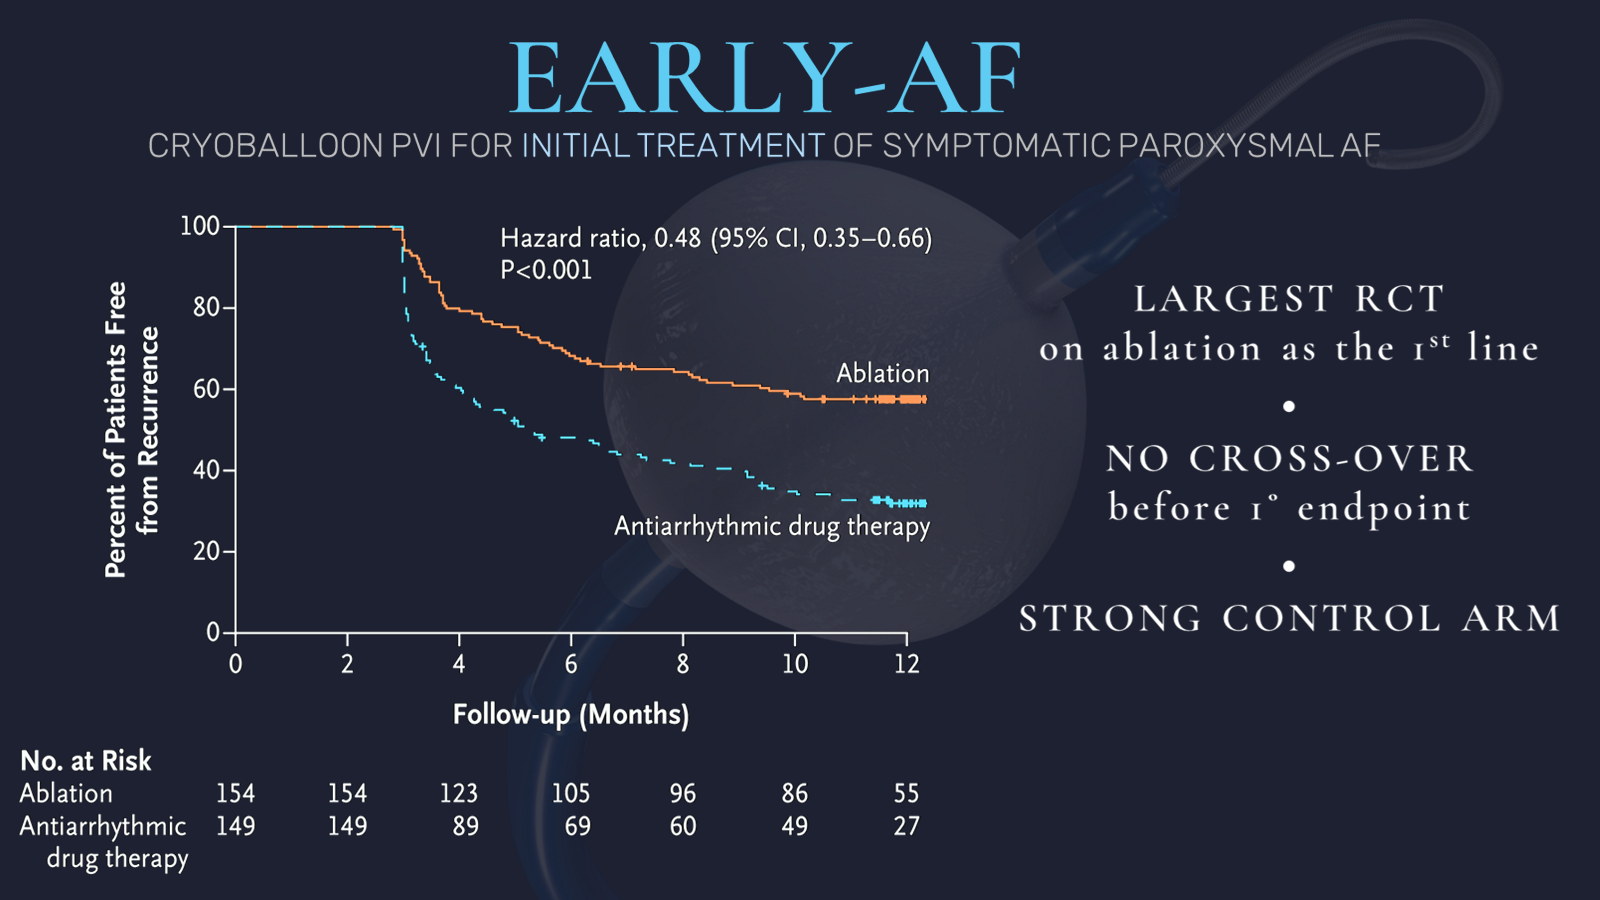 EARLY-AF
CRYOBALLOON PVI FOR INITIAL TREATMENT OF SYMPTOMATIC PAROXYSMAL AF
Percent of Patients Free
from Recurrence
100
80
60
40
20
0
0 2 4 6 8 10 12
Hazard ratio, 0.48 (95% CI, 0.35–0.66)
P<0.001
Ablation
Antiarrhythmic drug therapy
Follow-up (Months)
No. at Risk
Ablation 154 154 123 105 96 86 55
Antiarrhythmic 149 149 89 69 60 49 27
drug therapy
LARGEST RCT
on ablation as the 1st line
•
NO CROSS-OVER
before 1° endpoint
•
STRONG CONTROL ARM